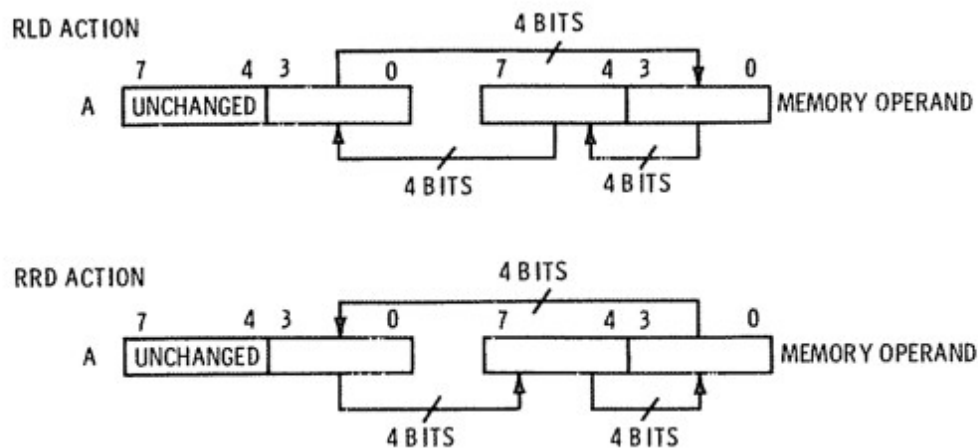 RLD ACTION
4 BITS
7 4 3 0 7 4 3 0
A UNCHANGED MEMORY OPERAND
4 BITS 4 BITS
RRD ACTION
4 BITS
7 4 3 0 7 4 3 0
A UNCHANGED MEMORY OPERAND
4 BITS 4 BITS